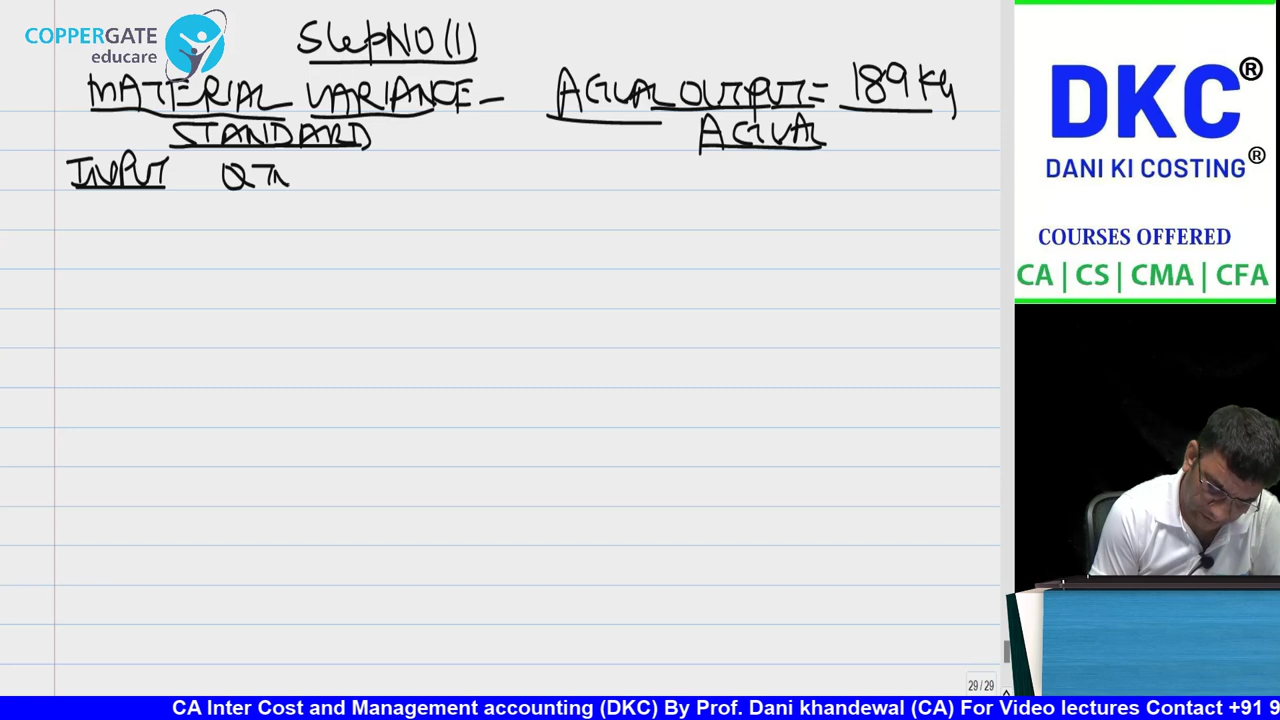 COPPERGATE
educare
Step NO (1)
MATERIAL VARIANCE - ACTUAL OUTPUT = 189 Kg
STANDARD ACTUAL
INPUT QTY
29 / 29
DKC®
DANI KI COSTING®
COURSES OFFERED
CA | CS | CMA | CFA
CA Inter Cost and Management accounting (DKC) By Prof. Dani khandewal (CA) For Video lectures Contact +91 9